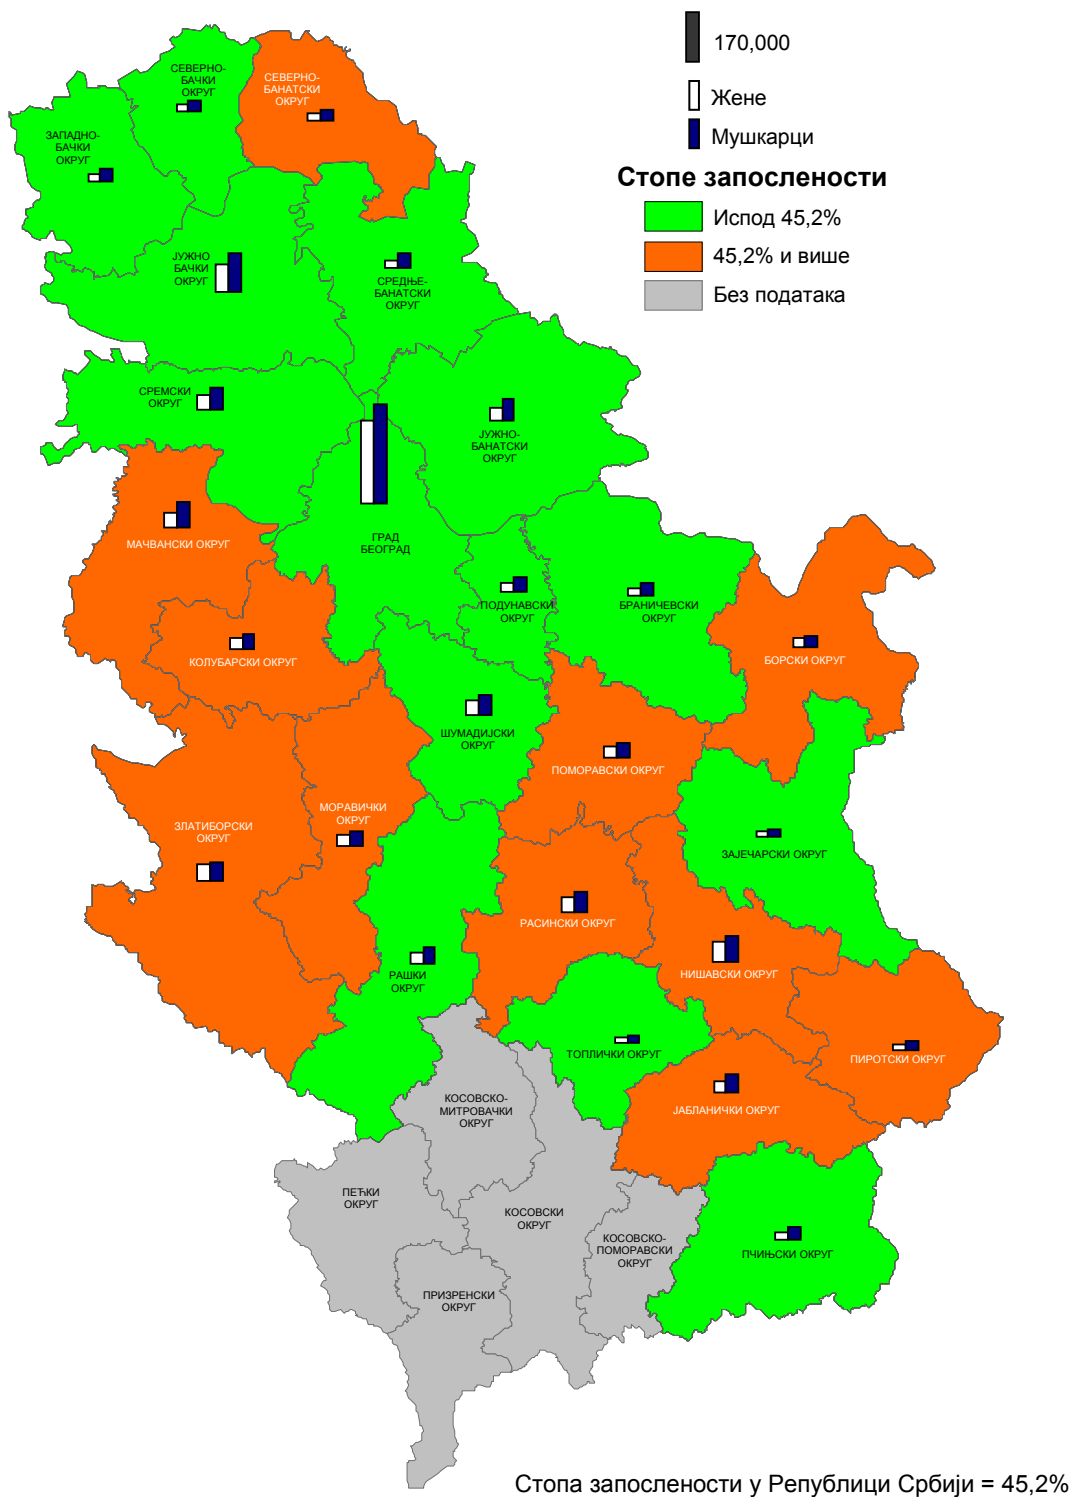 170,000
Жене
Мушкарци
Стопе запослености
Испод 45,2%
45,2% и више
Без података
СЕВЕРНО-
БАЧКИ
ОКРУГ
СЕВЕРНО-
БАНАТСКИ
ОКРУГ
ЗАПАДНО-
БАЧКИ
ОКРУГ
ЈУЖНО
БАЧКИ
ОКРУГ
СРЕДЊЕ-
БАНАТСКИ
ОКРУГ
СРЕМСКИ
ОКРУГ
ЈУЖНО-
БАНАТСКИ
ОКРУГ
ГРАД
БЕОГРАД
МАЧВАНСКИ ОКРУГ
ПОДУНАВСКИ
ОКРУГ
БРАНИЧЕВСКИ
ОКРУГ
КОЛУБАРСКИ ОКРУГ
БОРСКИ ОКРУГ
ШУМАДИЈСКИ
ОКРУГ
ПОМОРАВСКИ ОКРУГ
МОРАВИЧКИ
ОКРУГ
ЗЛАТИБОРСКИ
ОКРУГ
ЗАЈЕЧАРСКИ ОКРУГ
РАСИНСКИ ОКРУГ
РАШКИ
ОКРУГ
НИШАВСКИ ОКРУГ
ТОПЛИЧКИ ОКРУГ
ПИРОТСКИ ОКРУГ
ЈАБЛАНИЧКИ ОКРУГ
КОСОВСКО-
МИТРОВАЧКИ
ОКРУГ
ПЕЋКИ
ОКРУГ
КОСОВСКИ
ОКРУГ
КОСОВСКО-
ПОМОРАВСКИ
ОКРУГ
ПЧИЊСКИ ОКРУГ
ПРИЗРЕНСКИ
ОКРУГ
Стопа запослености у Републици Србији = 45,2%